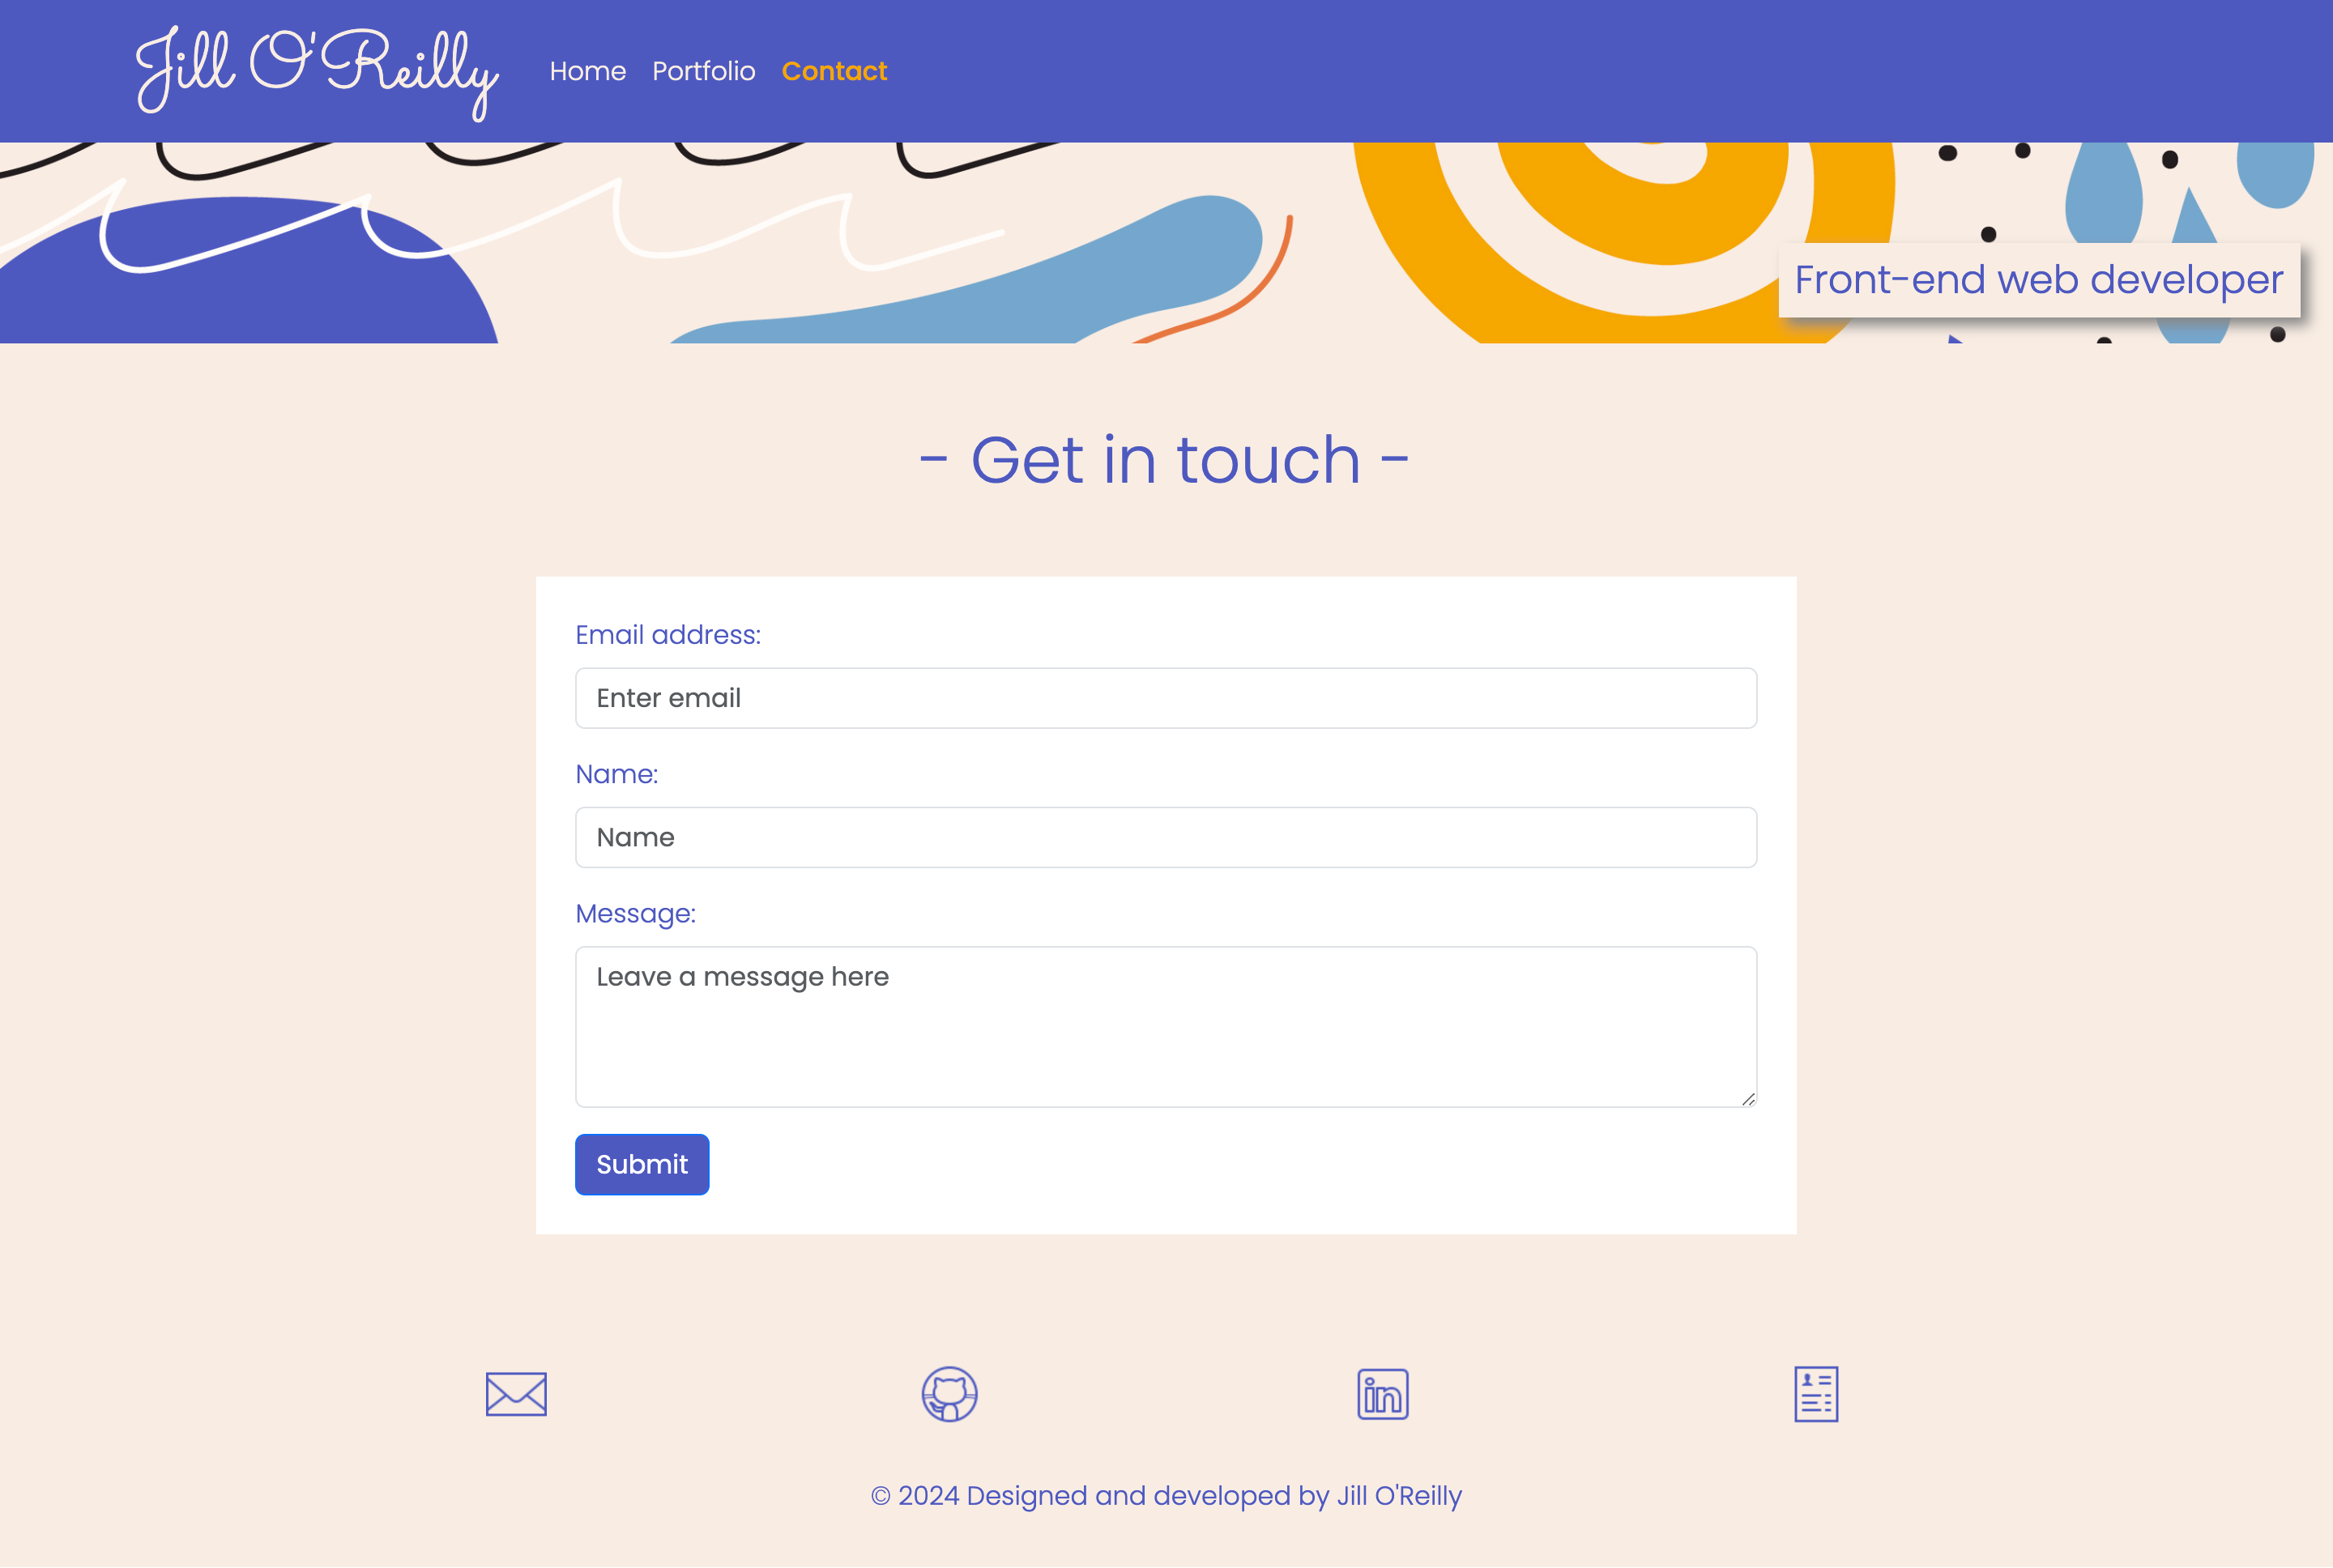 Jill O'Reilly
Home Portfolio Contact
Front-end web developer
- Get in touch -
Email address:
Enter email
Name:
Name
Message:
Leave a message here
Submit
in
© 2024 Designed and developed by Jill O'Reilly